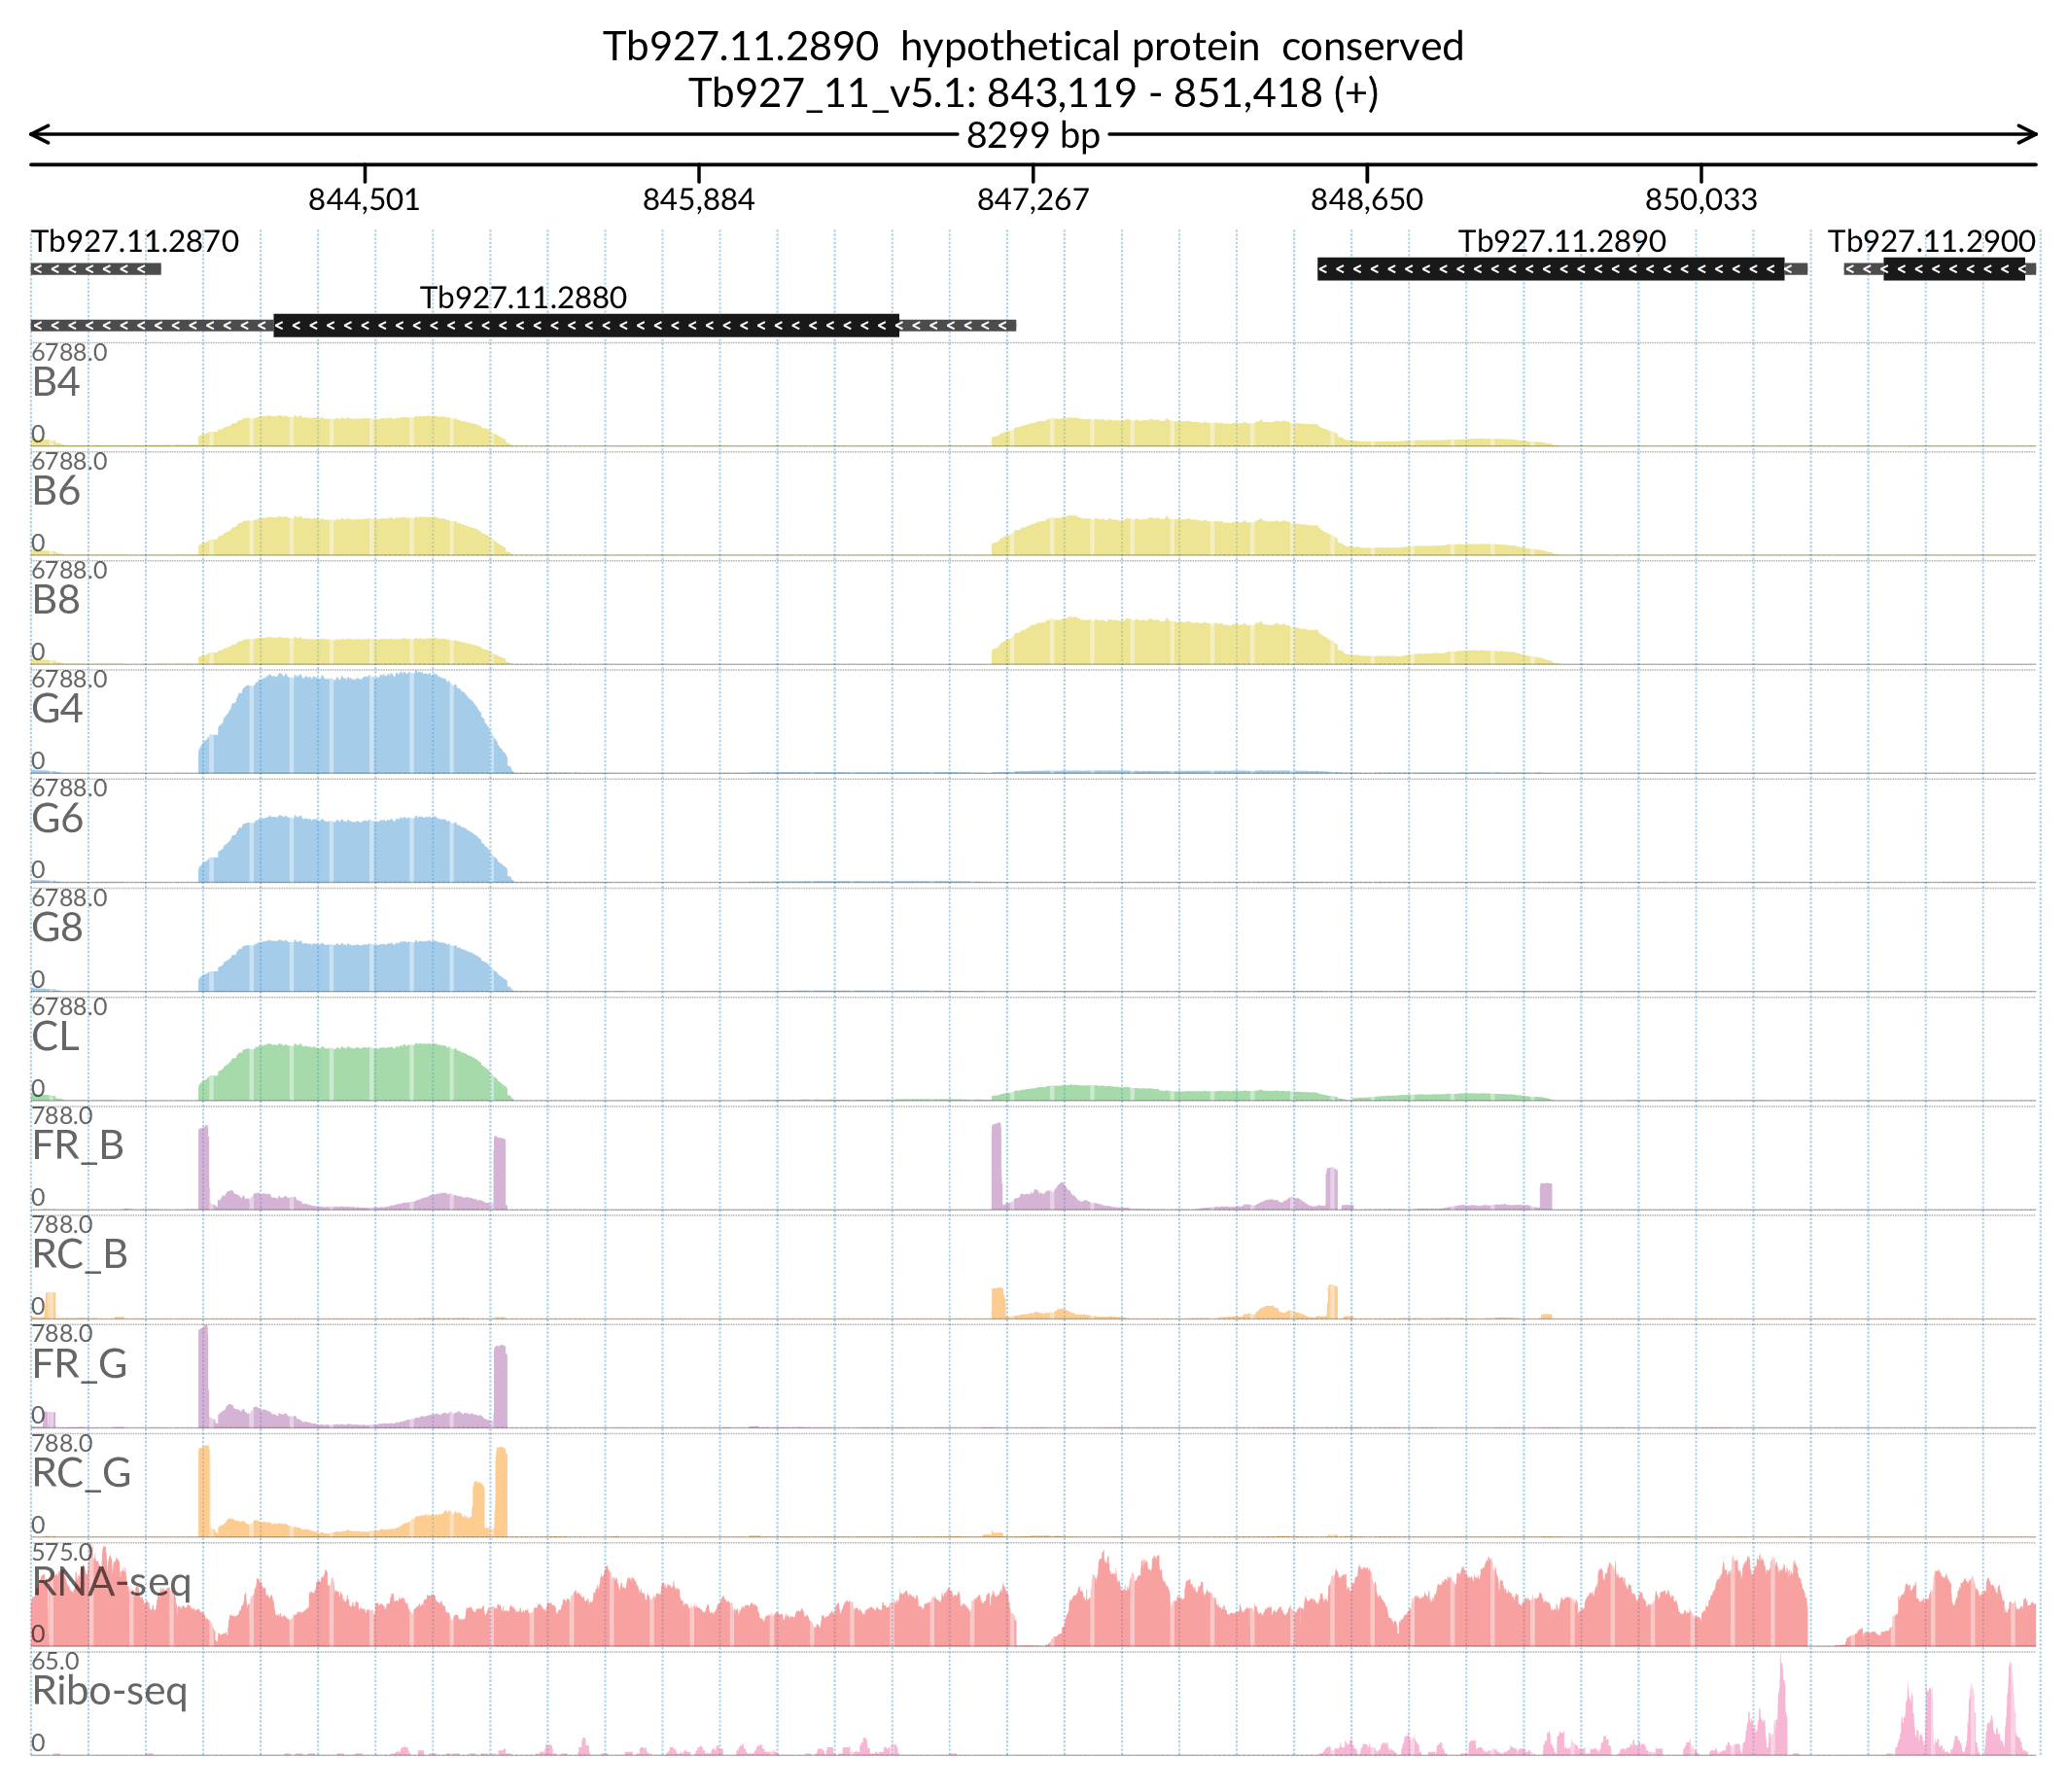 Tb927.11.2890 hypothetical protein conserved
Tb927_11_v5.1: 843,119 - 851,418 (+)
8299 bp
844,501 845,884 847,267 848,650 850,033
Tb927.11.2870 Tb927.11.2890 Tb927.11.2900
Tb927.11.2880
6788.0
B4
0
6788.0
B6
0
6788.0
B8
0
6788.0
G4
0
6788.0
G6
0
6788.0
G8
0
6788.0
CL
0
788.0
FR_B
0
788.0
RC_B
0
788.0
FR_G
0
788.0
RC_G
0
575.0
RNA-seq
0
65.0
Ribo-seq
0